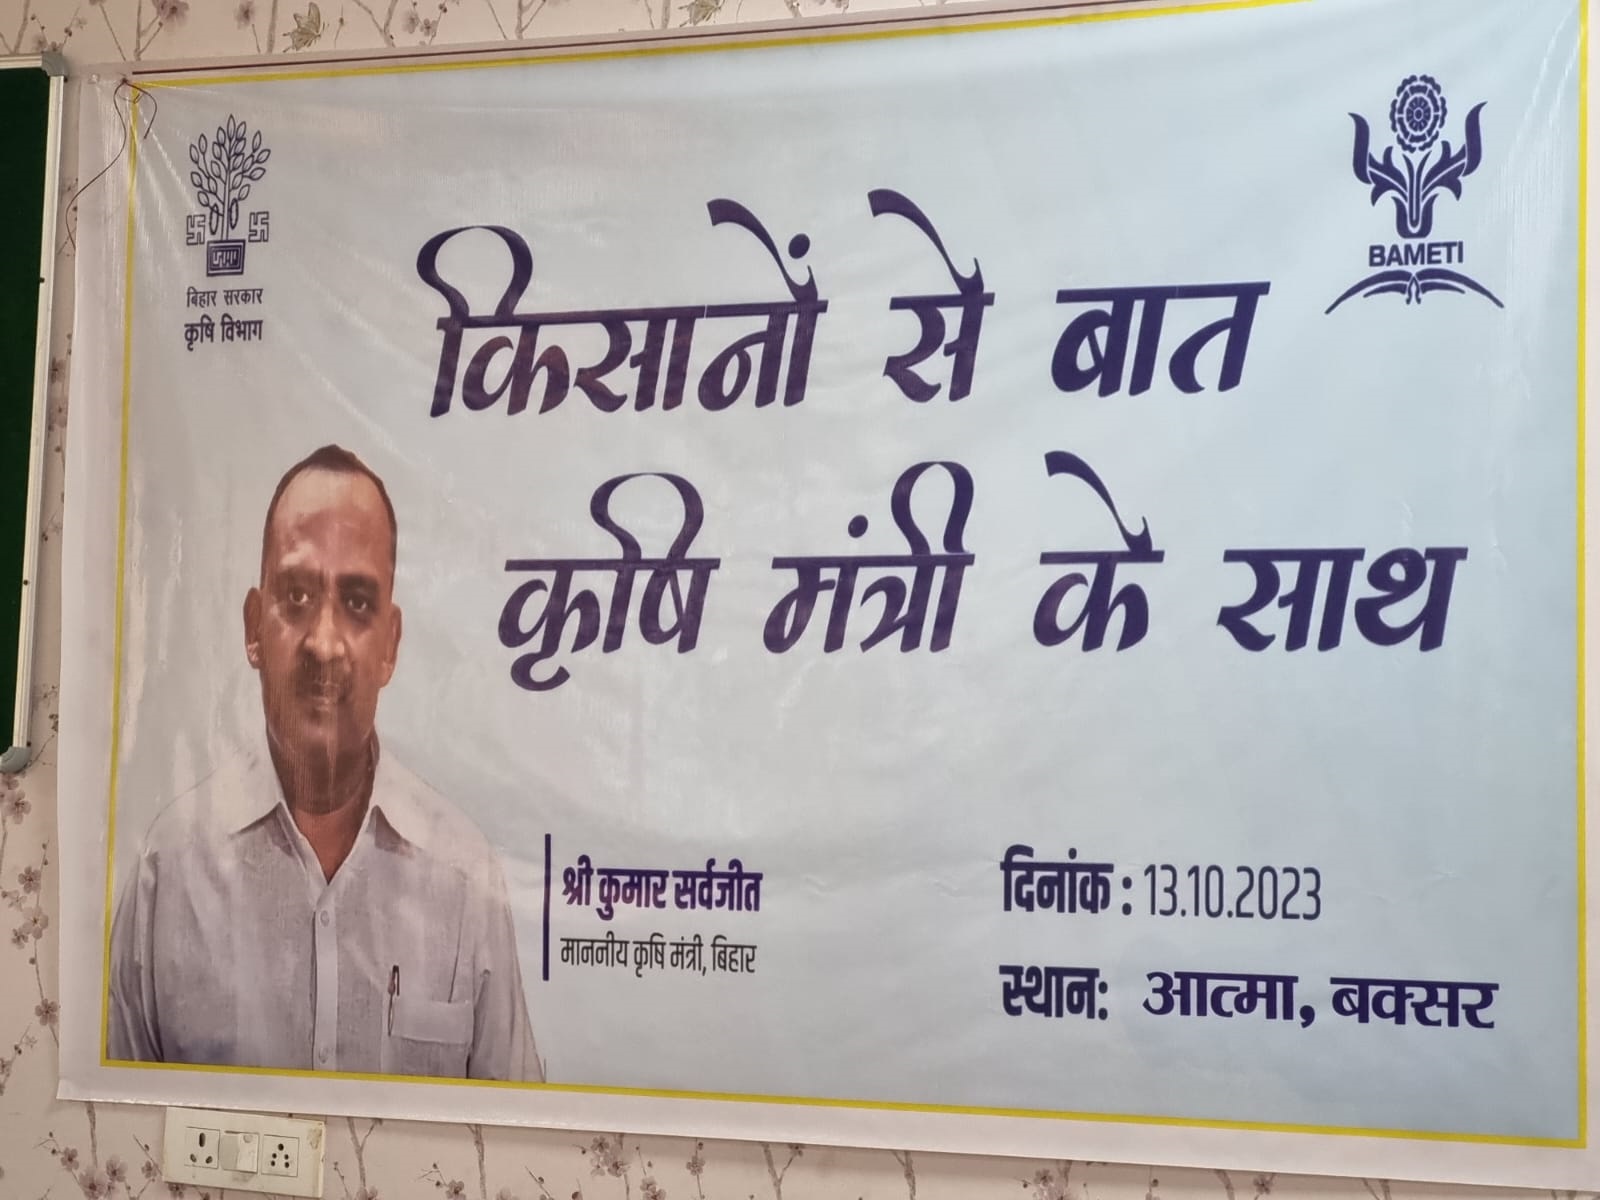 बिहार सरकार
कृषि विभाग
BAMETI
किसानों से बात
कृषि मंत्री के साथ
श्री कुमार सर्वजीत
माननीय कृषि मंत्री, बिहार
दिनांक : 13.10.2023
स्थान: आत्मा, बक्सर